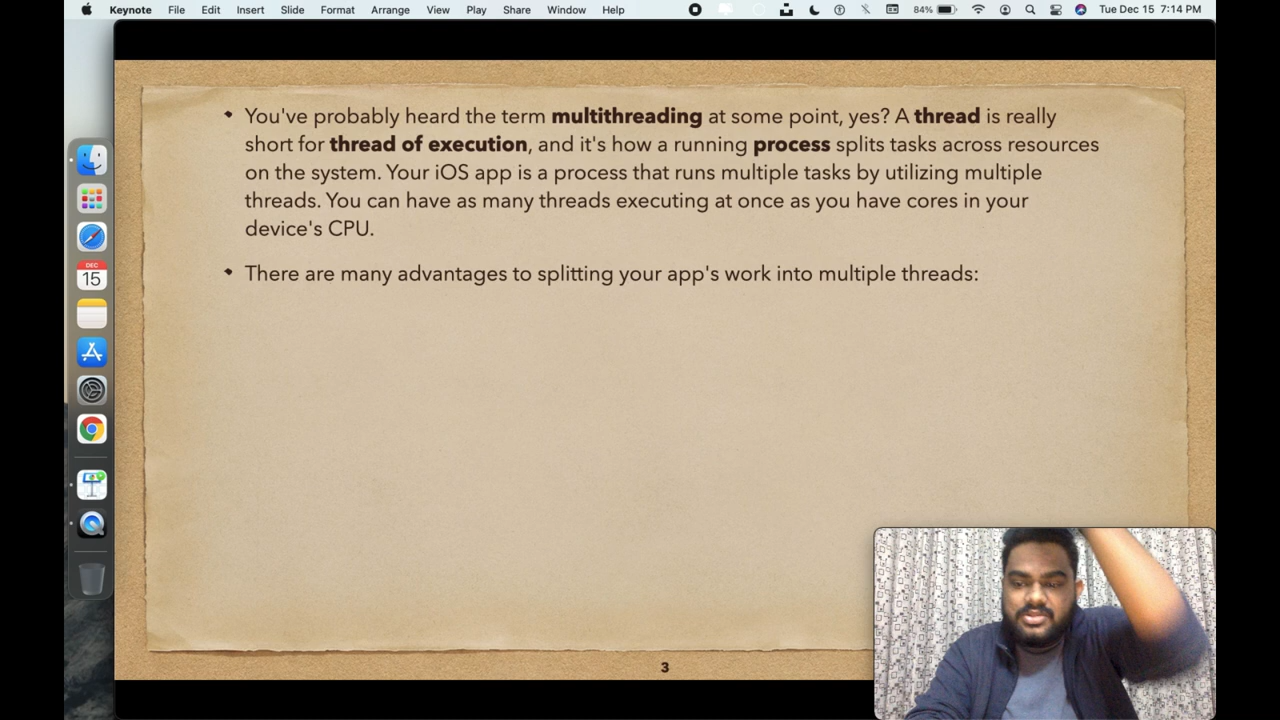 Keynote File Edit Insert Slide Format Arrange View Play Share Window Help 84% Tue Dec 15 7:14 PM
• You've probably heard the term multithreading at some point, yes? A thread is really
short for thread of execution, and it's how a running process splits tasks across resources
on the system. Your iOS app is a process that runs multiple tasks by utilizing multiple
threads. You can have as many threads executing at once as you have cores in your
device's CPU.
• There are many advantages to splitting your app's work into multiple threads:
DEC
15
3